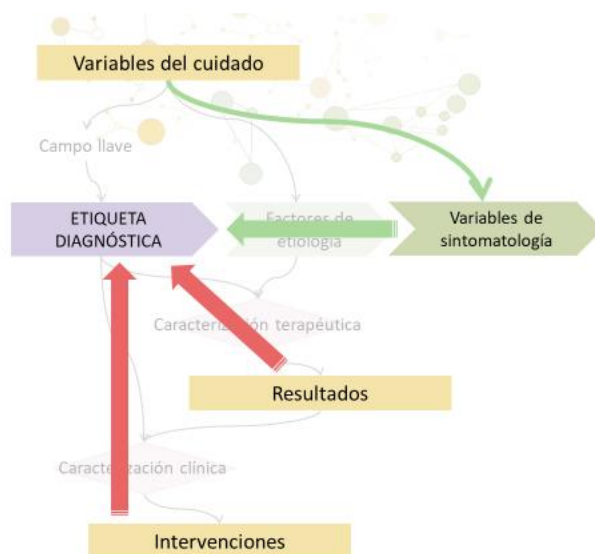 Variables del cuidado
Campo llave
ETIQUETA
DIAGNÓSTICA
Factores de
etiología
Variables de
sintomatología
Caracterización terapéutica
Resultados
Caracterización clínica
Intervenciones